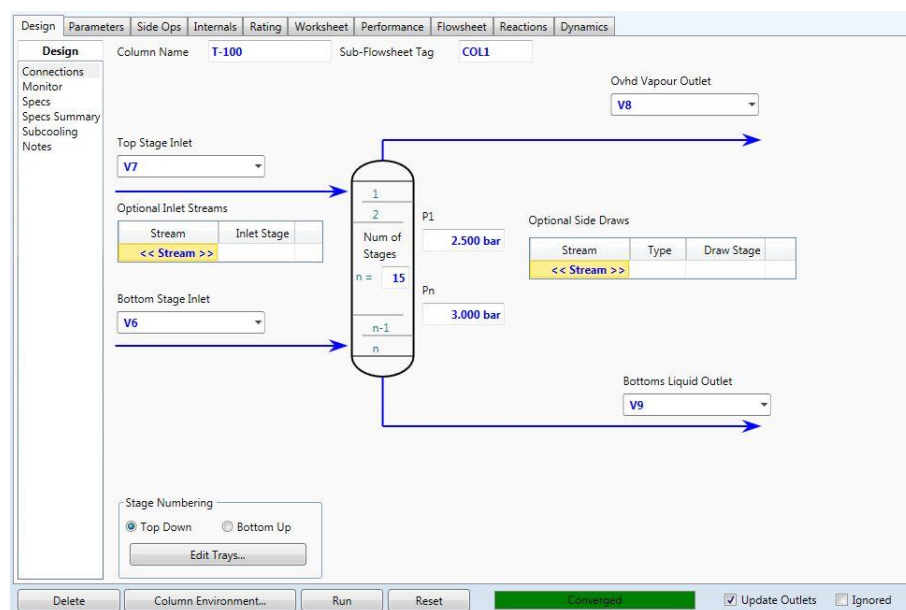 Design Parameters Side Ops Internals Rating Worksheet Performance Flowsheet Reactions Dynamics
Design
Connections
Monitor
Specs
Specs Summary
Subcooling
Notes
Column Name T-100 Sub-Flowsheet Tag COL1
Ovhd Vapour Outlet
V8
Top Stage Inlet
V7
Optional Inlet Streams
Stream Inlet Stage
<< Stream >>
Bottom Stage Inlet
V6
1
2
Num of
Stages
n = 15
n-1
n
P1
2.500 bar
Pn
3.000 bar
Optional Side Draws
Stream Type Draw Stage
<< Stream >>
Bottoms Liquid Outlet
V9
Stage Numbering
Top Down Bottom Up
Edit Trays...
Delete Column Environment... Run Reset Converged Update Outlets Ignored